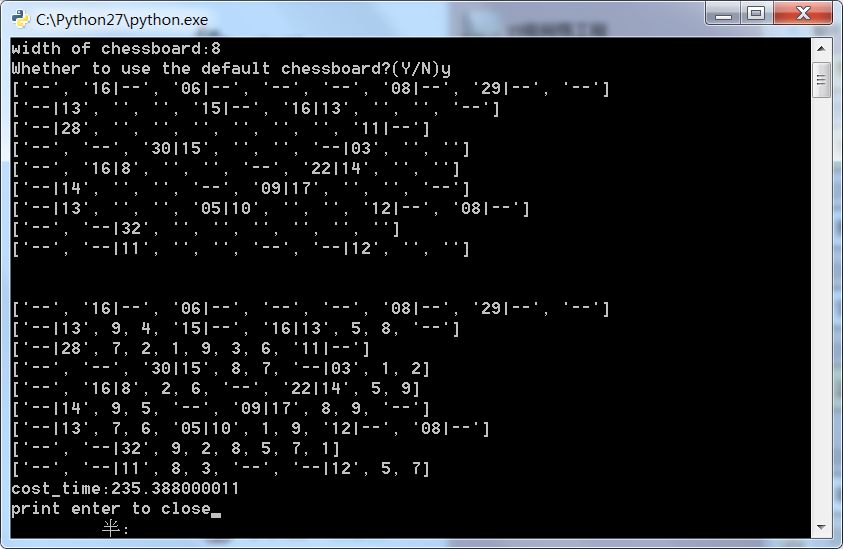 C:\Python27\python.exe
width of chessboard:8
Whether to use the default chessboard?(Y/N)y
['--', '16|--', '06|--', '--', '--', '08|--', '29|--', '--']
['--|13', '', '', '15|--', '16|13', '', '', '--']
['--|28', '', '', '', '', '', '', '11|--']
['--', '--', '30|15', '', '', '--|03', '', '']
['--', '16|8', '', '', '--', '22|14', '', '']
['--|14', '', '', '--', '09|17', '', '', '--']
['--|13', '', '', '05|10', '', '', '12|--', '08|--']
['--', '--|32', '', '', '', '', '', '']
['--', '--|11', '', '', '--', '--|12', '', '']
['--', '16|--', '06|--', '--', '--', '08|--', '29|--', '--']
['--|13', 9, 4, '15|--', '16|13', 5, 8, '--']
['--|28', 7, 2, 1, 9, 3, 6, '11|--']
['--', '--', '30|15', 8, 7, '--|03', 1, 2]
['--', '16|8', 2, 6, '--', '22|14', 5, 9]
['--|14', 9, 5, '--', '09|17', 8, 9, '--']
['--|13', 7, 6, '05|10', 1, 9, '12|--', '08|--']
['--', '--|32', 9, 2, 8, 5, 7, 1]
['--', '--|11', 8, 3, '--', '--|12', 5, 7]
cost_time:235.388000011
print enter to close_
半: